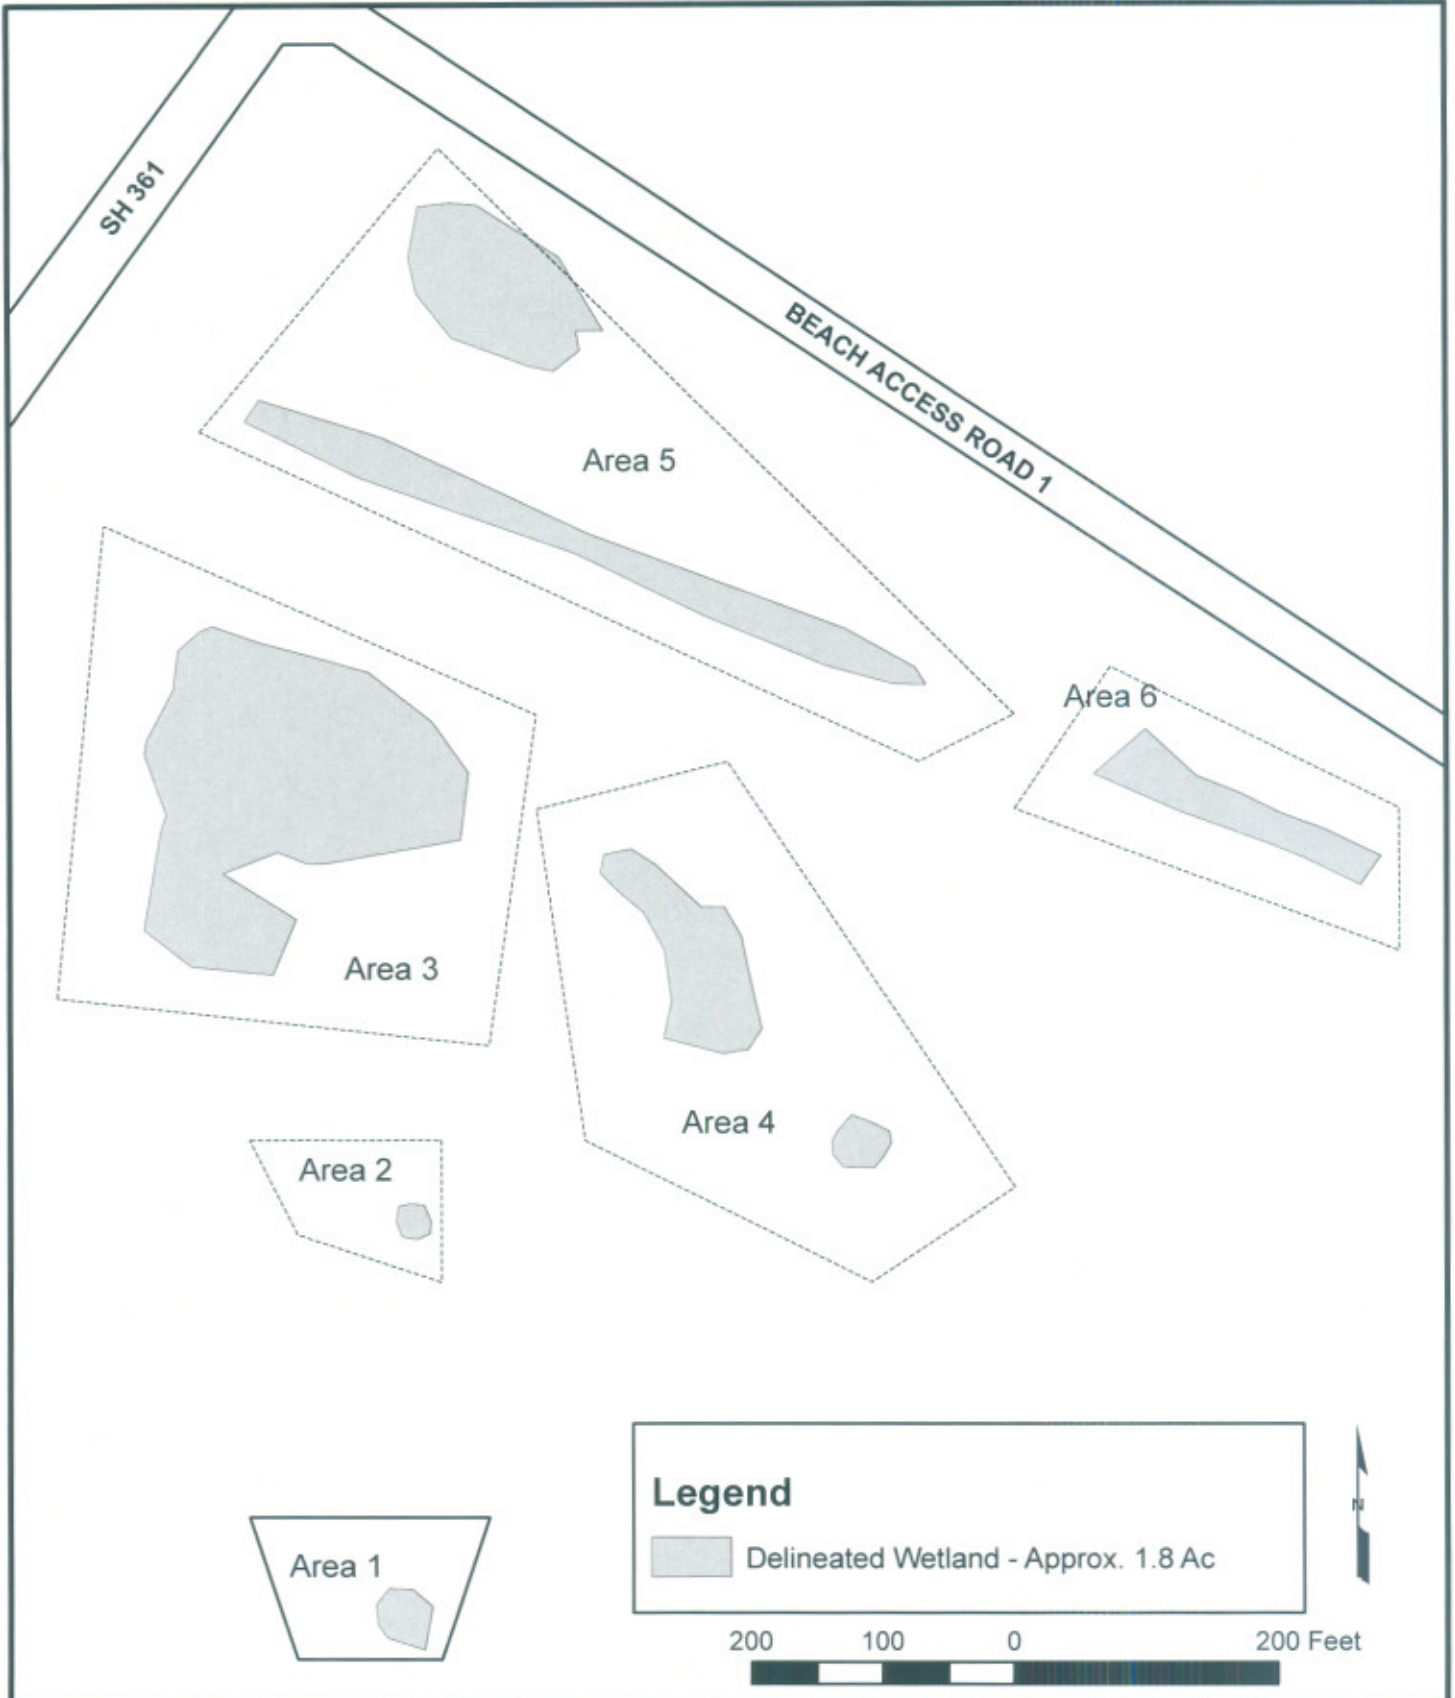 SH 361
BEACH ACCESS ROAD 1
Area 5
Area 6
Area 3
Area 4
Area 2
Area 1
Legend
Delineated Wetland - Approx. 1.8 Ac
N
200 100 0 200 Feet